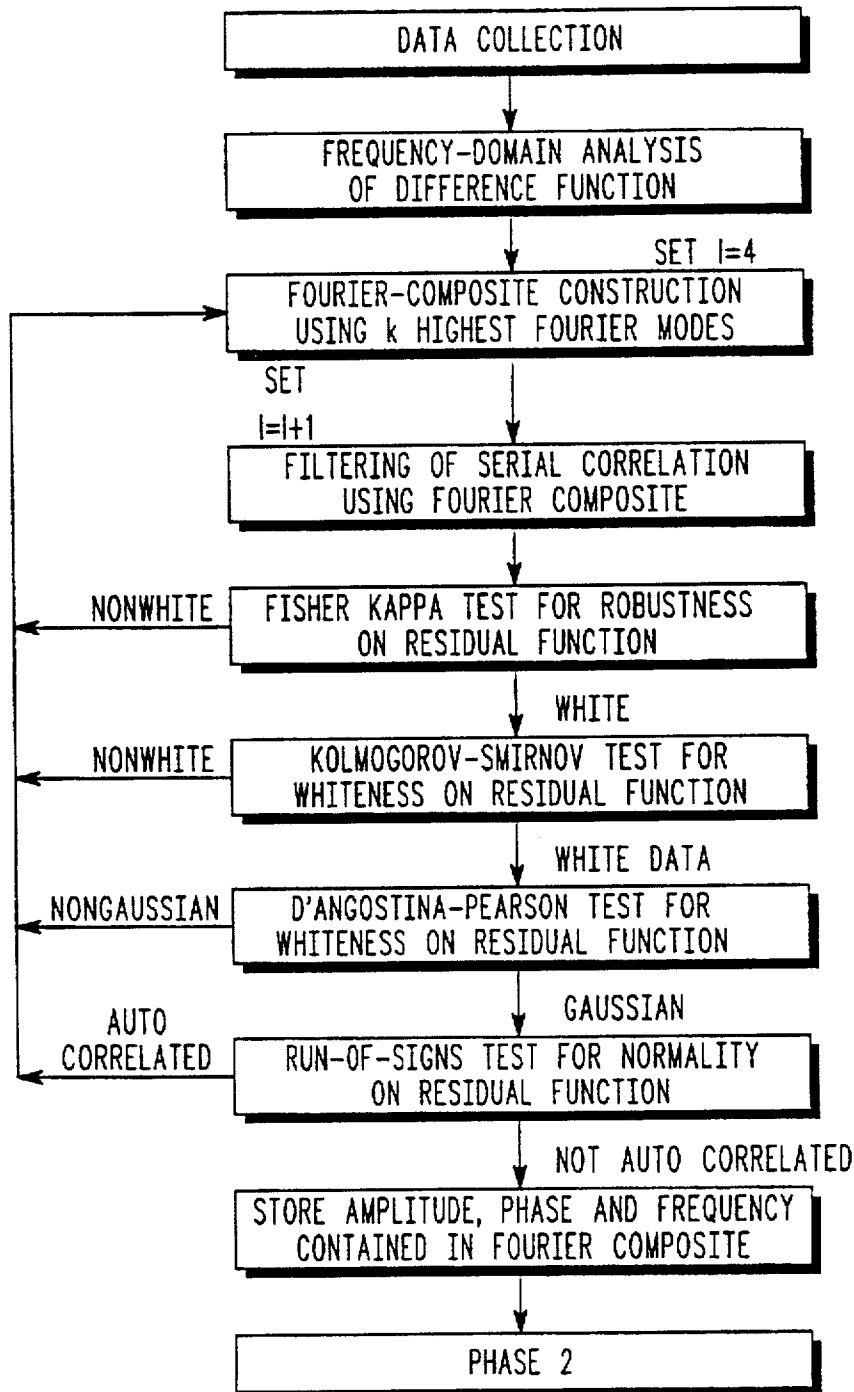 DATA COLLECTION
FREQUENCY-DOMAIN ANALYSIS
OF DIFFERENCE FUNCTION
SET l=4
FOURIER-COMPOSITE CONSTRUCTION
USING k HIGHEST FOURIER MODES
SET
l=l+1
FILTERING OF SERIAL CORRELATION
USING FOURIER COMPOSITE
NONWHITE
FISHER KAPPA TEST FOR ROBUSTNESS
ON RESIDUAL FUNCTION
WHITE
NONWHITE
KOLMOGOROV-SMIRNOV TEST FOR
WHITENESS ON RESIDUAL FUNCTION
WHITE DATA
NONGAUSSIAN
D'ANGOSTINA-PEARSON TEST FOR
WHITENESS ON RESIDUAL FUNCTION
GAUSSIAN
AUTO
CORRELATED
RUN-OF-SIGNS TEST FOR NORMALITY
ON RESIDUAL FUNCTION
NOT AUTO CORRELATED
STORE AMPLITUDE, PHASE AND FREQUENCY
CONTAINED IN FOURIER COMPOSITE
PHASE 2